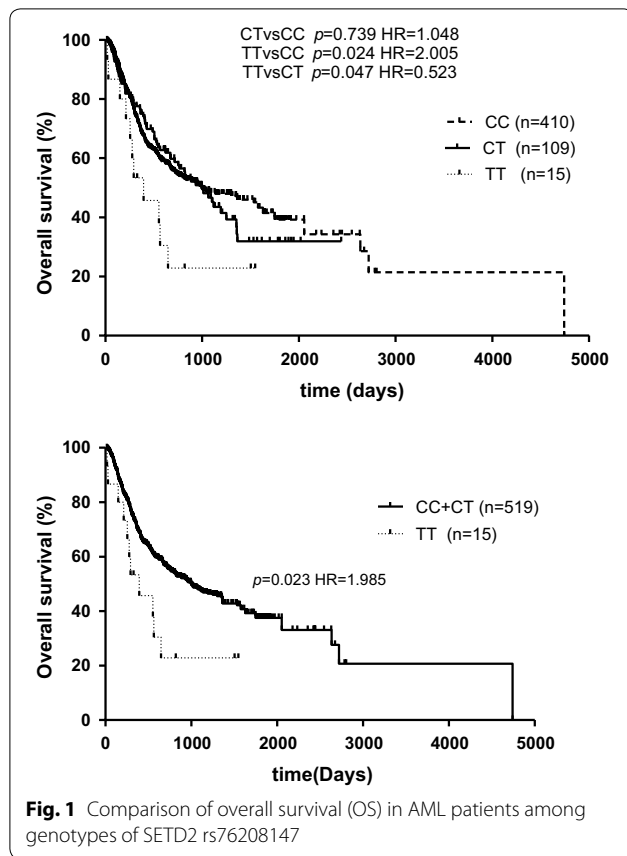 CTvsCC p=0.739 HR=1.048
TTvsCC p=0.024 HR=2.005
TTvsCT p=0.047 HR=0.523
CC (n=410)
CT (n=109)
TT (n=15)
Overall survival (%)
100
80
60
40
20
0
0 1000 2000 3000 4000 5000
time (days)
CC+CT (n=519)
TT (n=15)
p=0.023 HR=1.985
Overall survival (%)
100
80
60
40
20
0
0 1000 2000 3000 4000 5000
time(Days)
Fig. 1 Comparison of overall survival (OS) in AML patients among
genotypes of SETD2 rs76208147